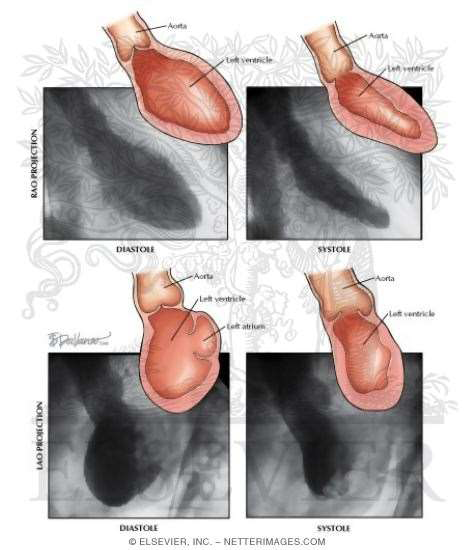 Aorta
Left ventricle
Aorta
Left ventricle
RAO PROJECTION
DIASTOLE
SYSTOLE
Aorta
Left ventricle
Left atrium
Aorta
Left ventricle
LAO PROJECTION
DIASTOLE
SYSTOLE
© ELSEVIER, INC. – NETTERIMAGES.COM